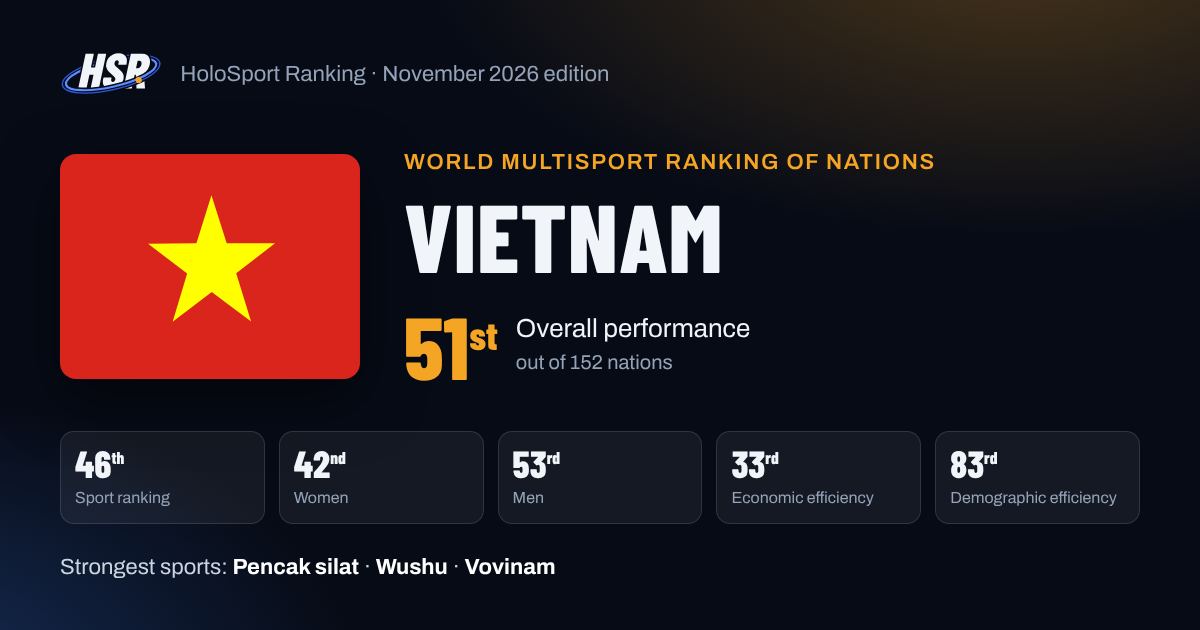 HSR HoloSport Ranking · November 2026 edition
WORLD MULTISPORT RANKING OF NATIONS
VIETNAM
51st Overall performance
out of 152 nations
46th
Sport ranking
42nd
Women
53rd
Men
33rd
Economic efficiency
83rd
Demographic efficiency
Strongest sports: Pencak silat · Wushu · Vovinam